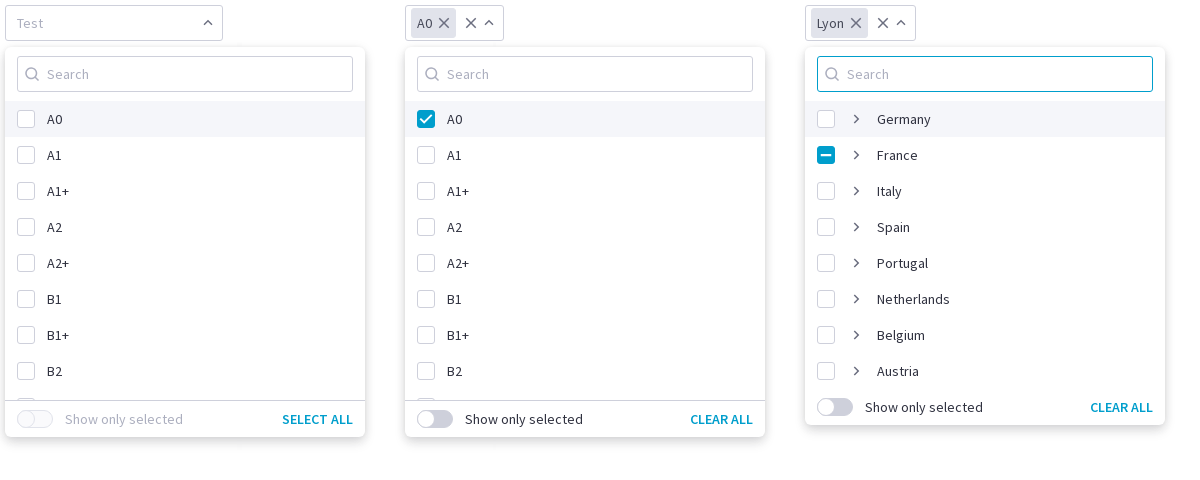 Test
Search
A0
A1
A1+
A2
A2+
B1
B1+
B2
Show only selected
SELECT ALL
A0
Search
A0
A1
A1+
A2
A2+
B1
B1+
B2
Show only selected
CLEAR ALL
Lyon
Search
Germany
France
Italy
Spain
Portugal
Netherlands
Belgium
Austria
Show only selected
CLEAR ALL